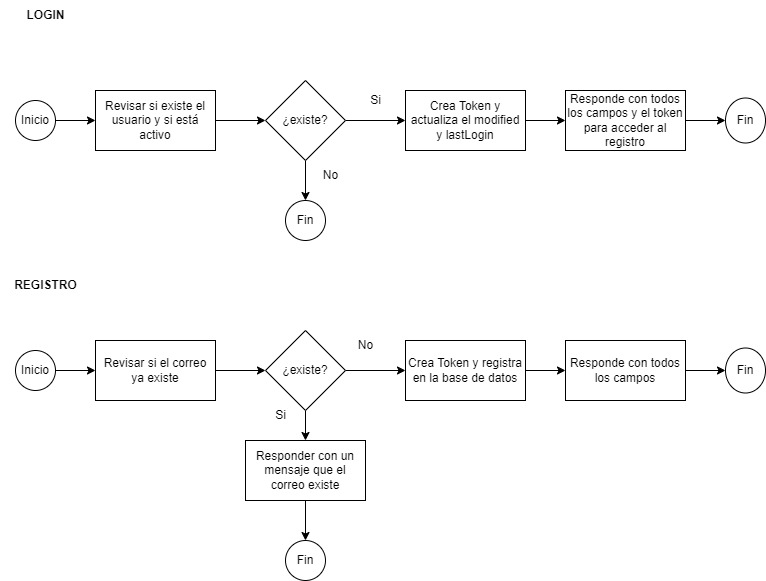 LOGIN
Inicio
Revisar si existe el
usuario y si está
activo
¿existe?
Si
Crea Token y
actualiza el modified
y lastLogin
Responde con todos
los campos y el token
para acceder al
registro
Fin
No
Fin
REGISTRO
Inicio
Revisar si el correo
ya existe
¿existe?
No
Crea Token y registra
en la base de datos
Responde con todos
los campos
Fin
Si
Responder con un
mensaje que el
correo existe
Fin